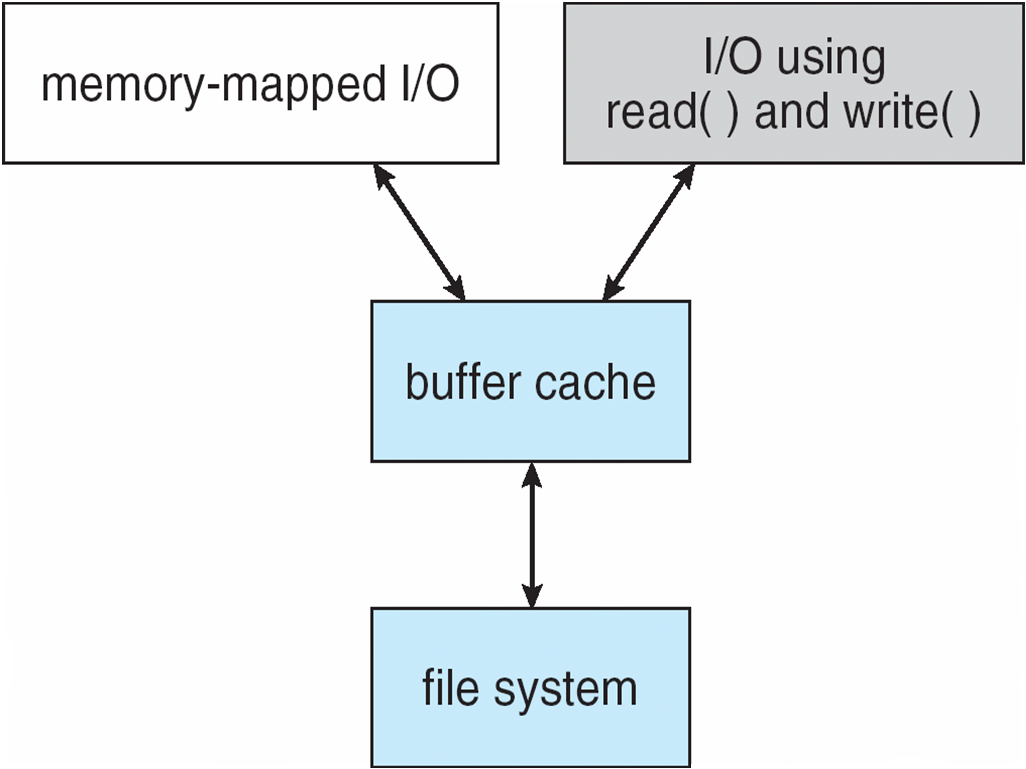 memory-mapped I/O
I/O using
read( ) and write( )
buffer cache
file system